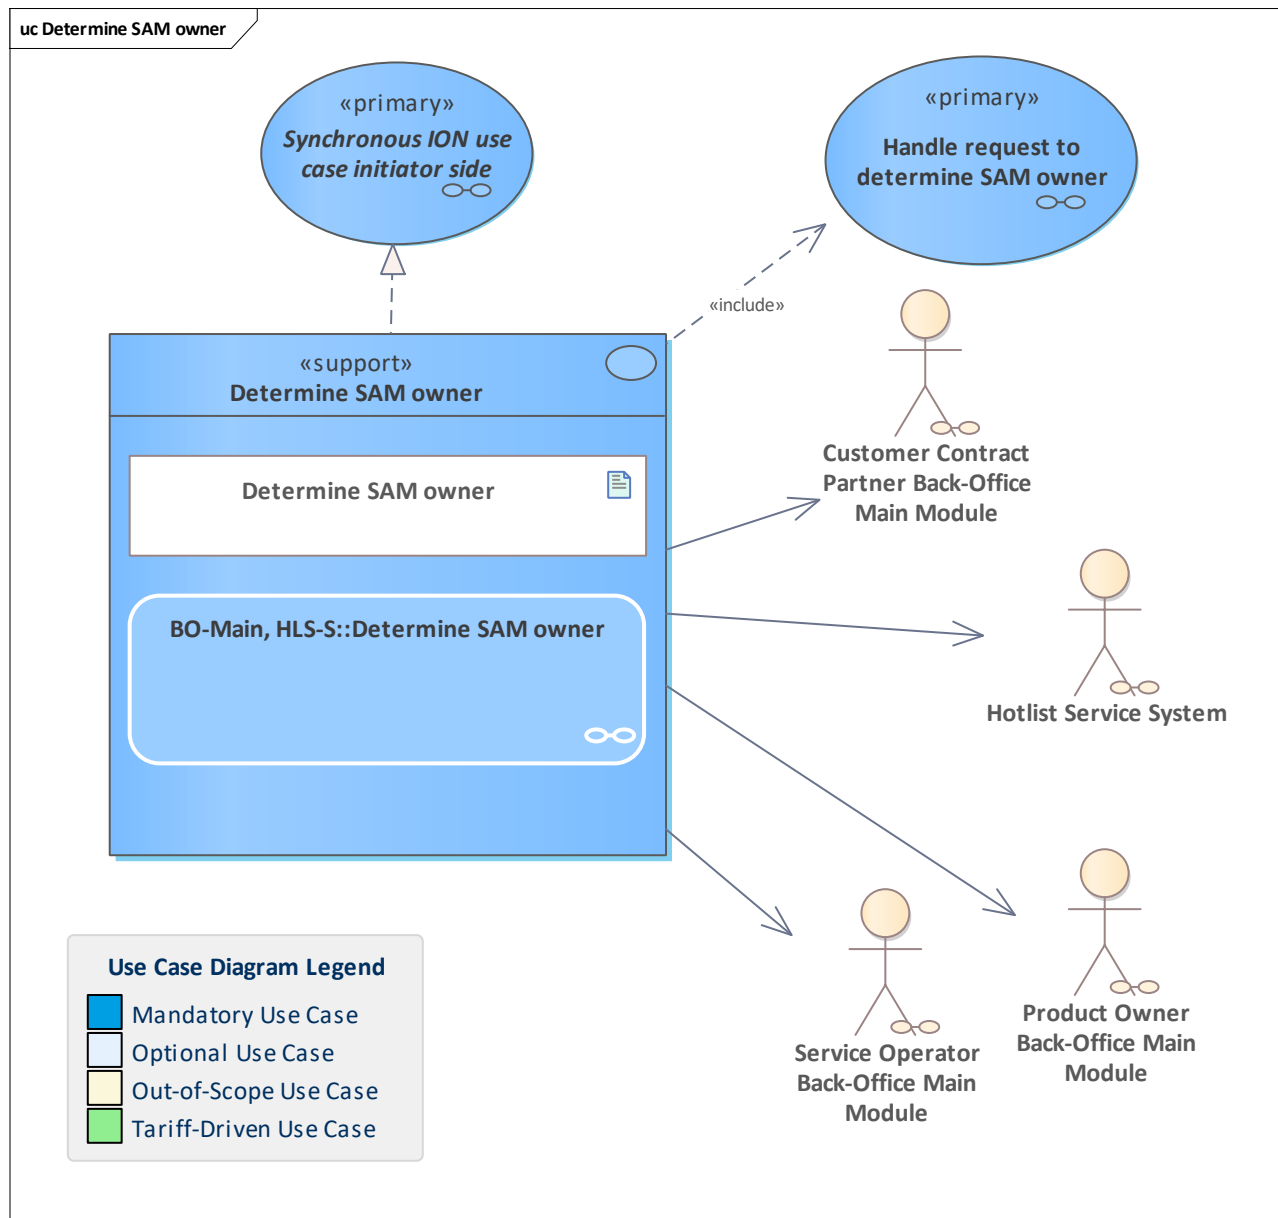 uc Determine SAM owner
«primary»
Synchronous ION use
case initiator side
«primary»
Handle request to
determine SAM owner
«include»
«support»
Determine SAM owner
Determine SAM owner
BO-Main, HLS-S::Determine SAM owner
Customer Contract
Partner Back-Office
Main Module
Hotlist Service System
Product Owner
Back-Office Main
Module
Service Operator
Back-Office Main
Module
Use Case Diagram Legend
Mandatory Use Case
Optional Use Case
Out-of-Scope Use Case
Tariff-Driven Use Case